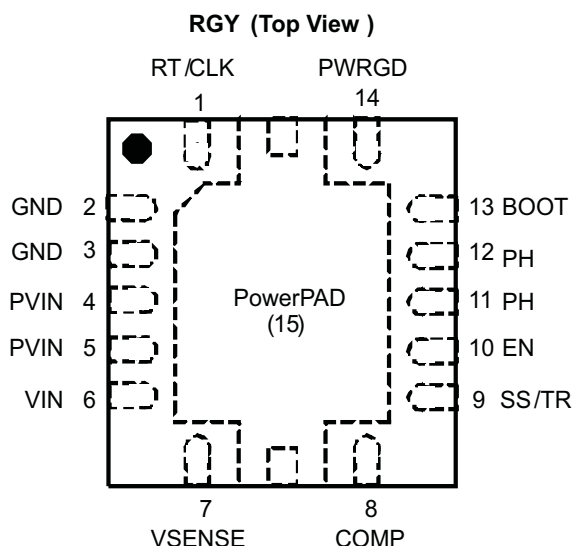 RGY (Top View )
RT/CLK PWRGD
1 14
GND 2 13 BOOT
GND 3 12 PH
PVIN 4 11 PH
PowerPAD
(15)
PVIN 5 10 EN
VIN 6 9 SS/TR
7 8
VSENSE COMP